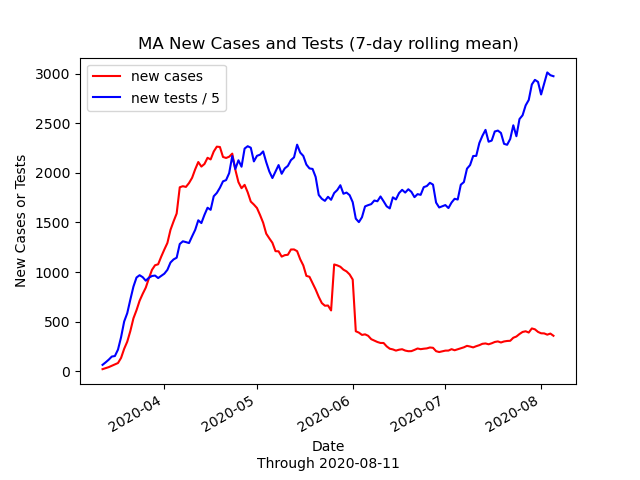 MA New Cases and Tests (7-day rolling mean)
new cases
new tests / 5
New Cases or Tests
3000
2500
2000
1500
1000
500
0
2020-04
2020-05
2020-06
2020-07
2020-08
Date
Through 2020-08-11